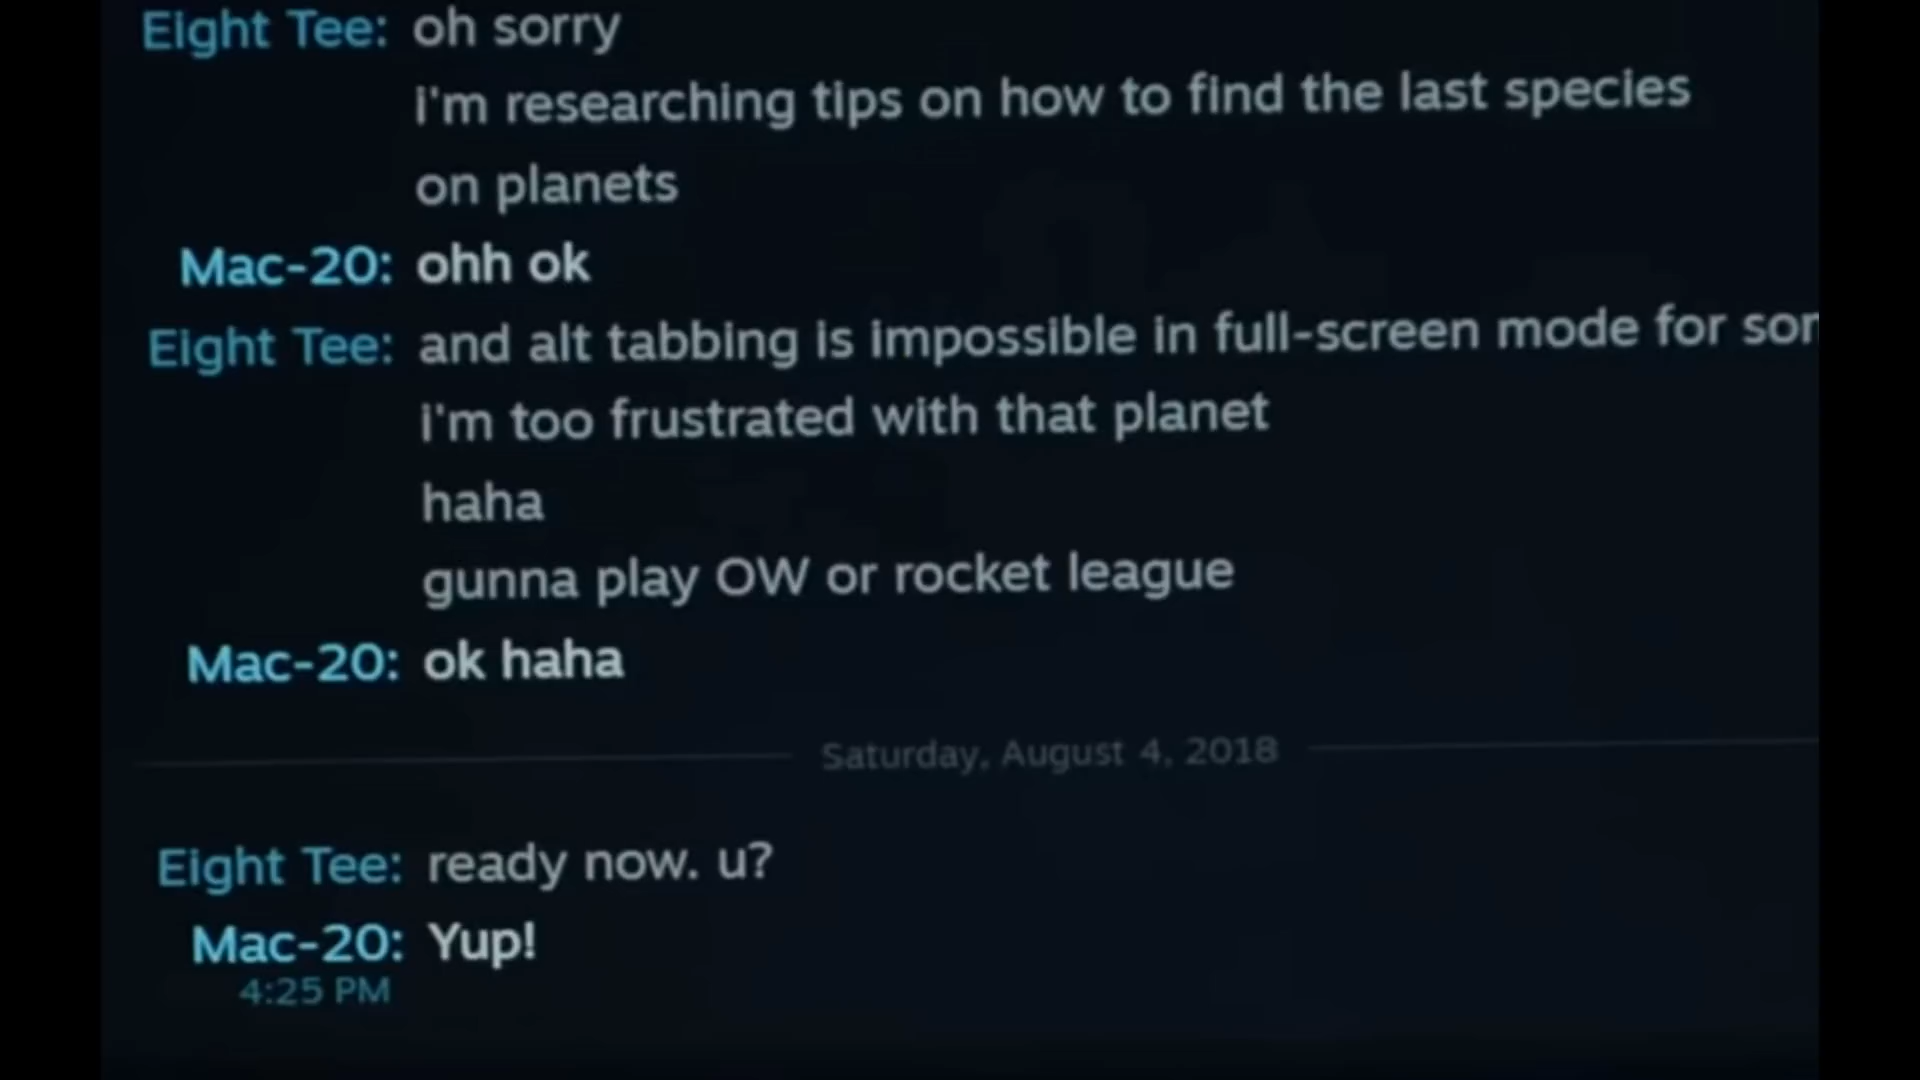 Eight Tee: oh sorry
i'm researching tips on how to find the last species
on planets
Mac-20: ohh ok
Eight Tee: and alt tabbing is impossible in full-screen mode for
i'm too frustrated with that planet
haha
gunna play OW or rocket league
Mac-20: ok haha
Saturday, August 4, 2018
Eight Tee: ready now. u?
Mac-20: Yup!
4:25 PM